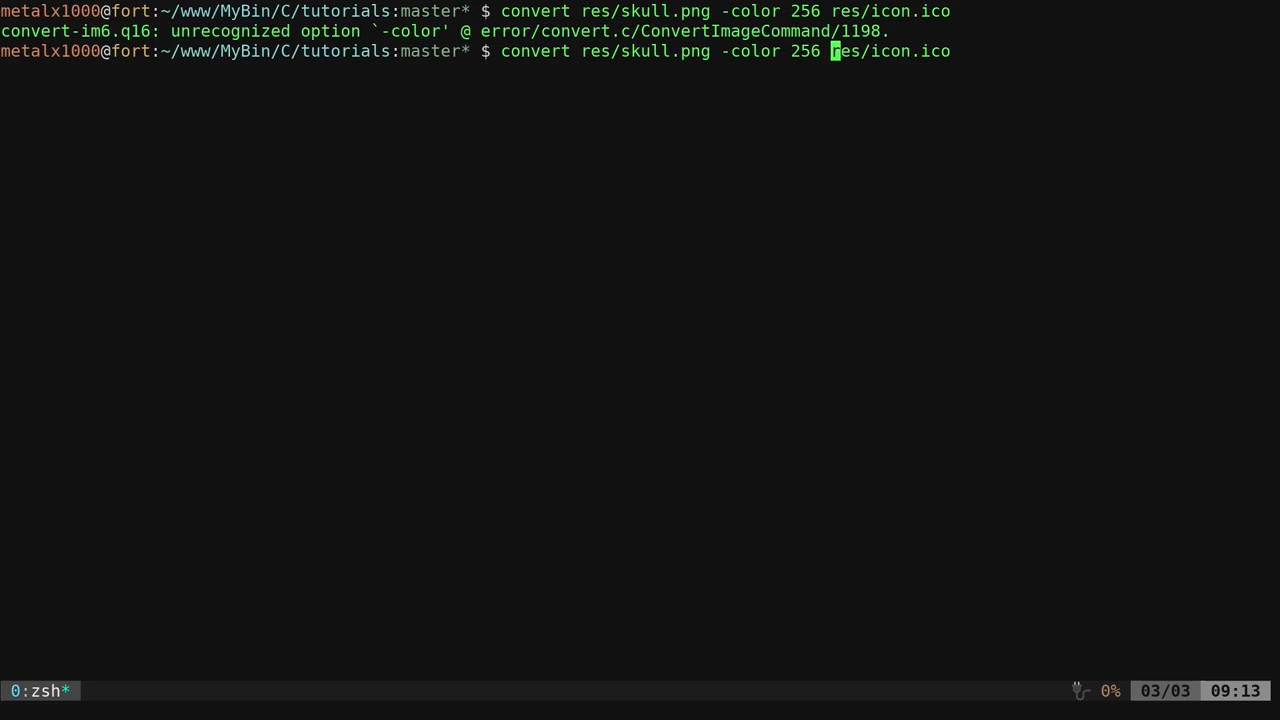 metalx1000@fort:~/www/MyBin/C/tutorials:master* $ convert res/skull.png -color 256 res/icon.ico
convert-im6.q16: unrecognized option `-color' @ error/convert.c/ConvertImageCommand/1198.
metalx1000@fort:~/www/MyBin/C/tutorials:master* $ convert res/skull.png -color 256 res/icon.ico
0:zsh* 0% 03/03 09:13